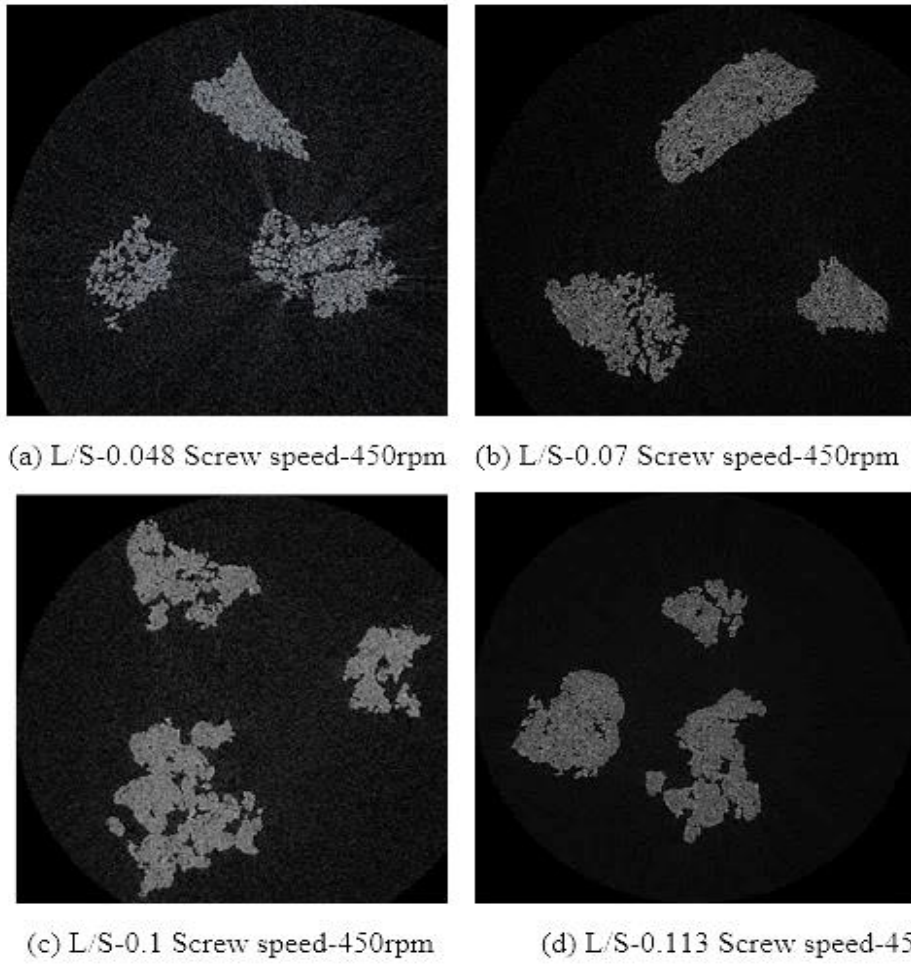 (a) L/S-0.048 Screw speed-450rpm
(b) L/S-0.07 Screw speed-450rpm
(c) L/S-0.1 Screw speed-450rpm
(d) L/S-0.113 Screw speed-45